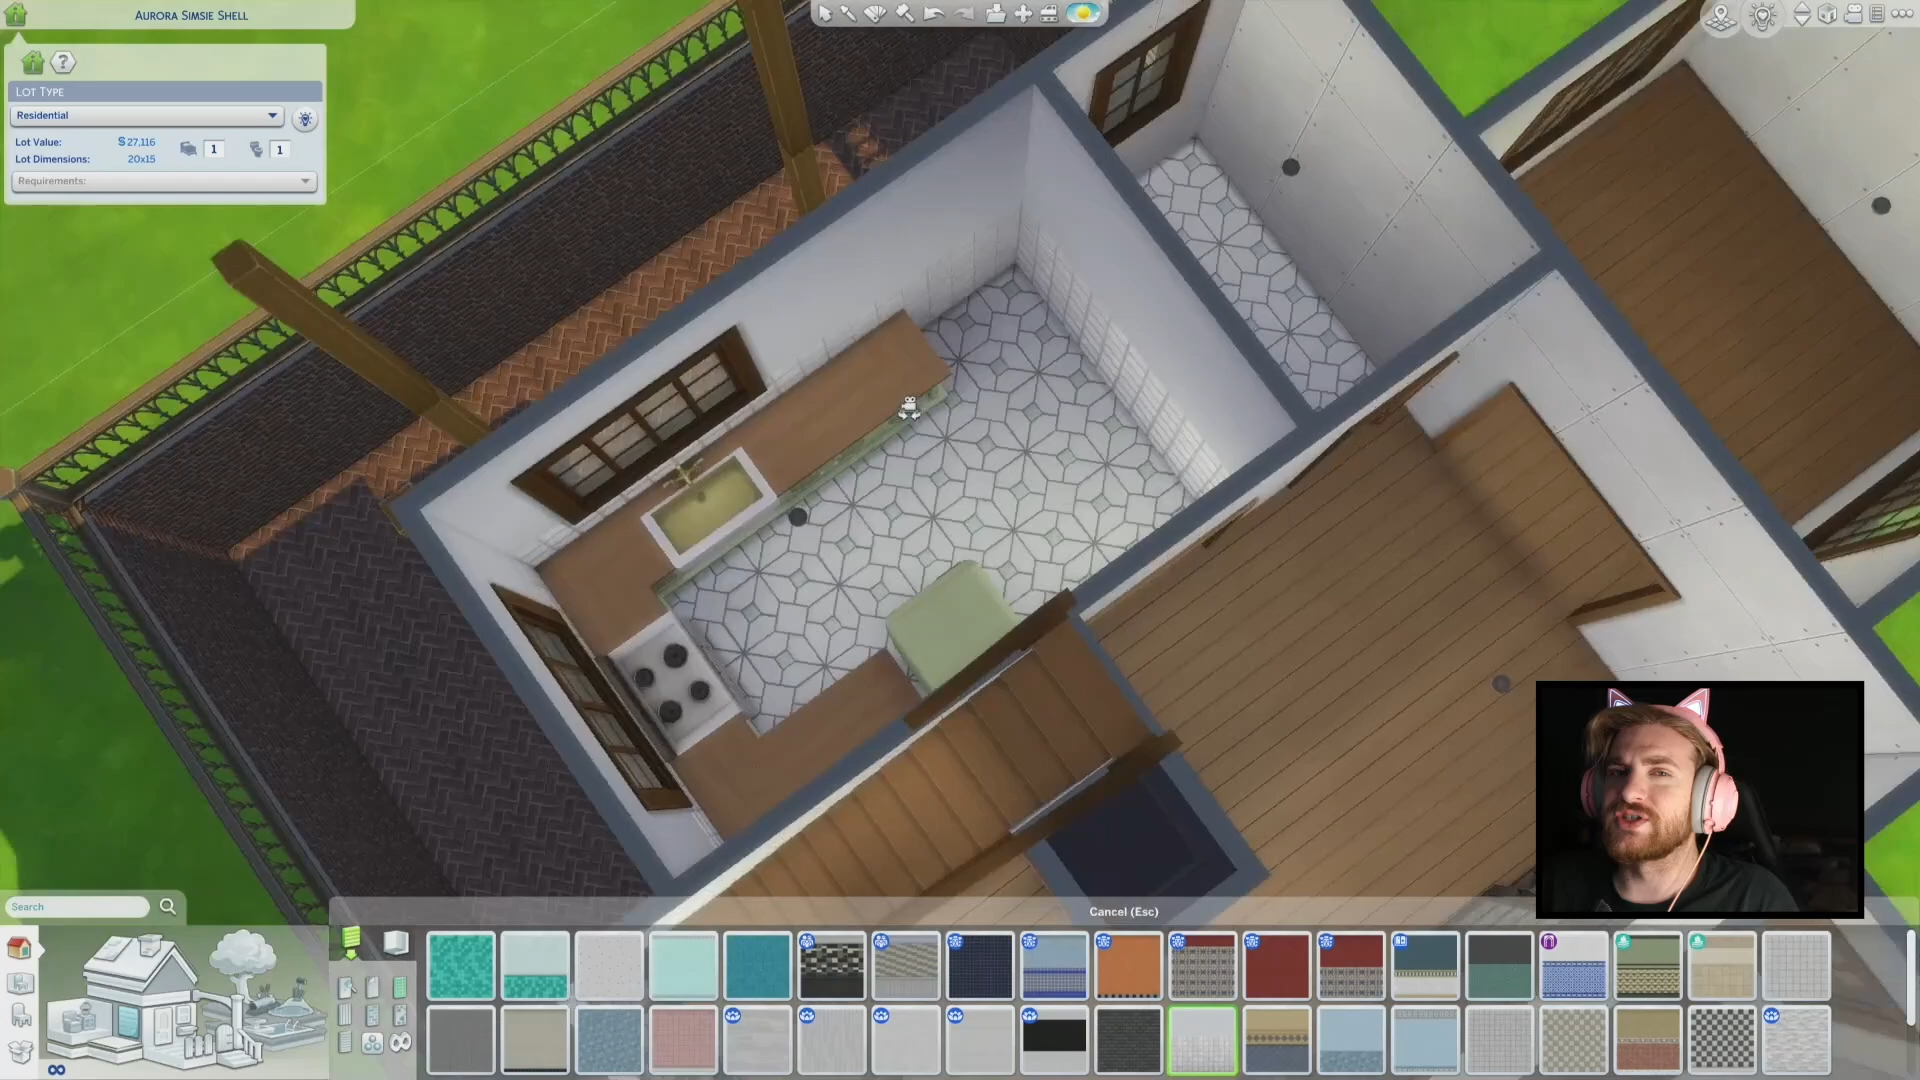 Aurora Simsie Shell
?
Lot Type
Residential
Lot Value: §27,116 1 1
Lot Dimensions: 20x15
Requirements:
Search
Cancel (Esc)